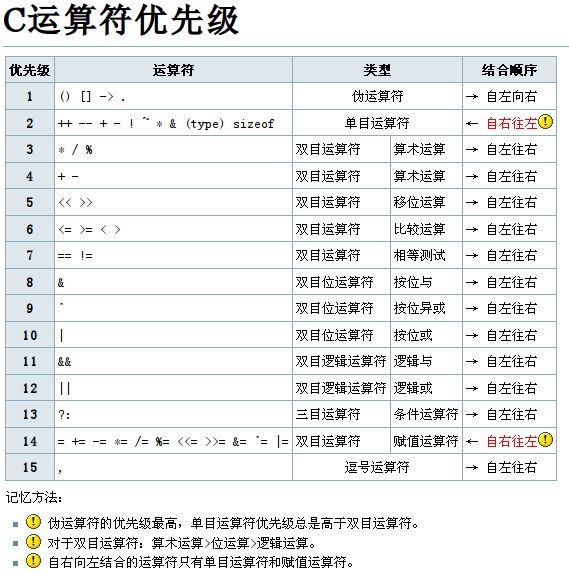 C运算符优先级
优先级 运算符 类型 结合顺序
1 () [] -> . 伪运算符 → 自左向右
2 ++ -- + - ! ~ * & (type) sizeof 单目运算符 ← 自右往左
3 * / % 双目运算符 算术运算 → 自左往右
4 + - 双目运算符 算术运算 → 自左往右
5 << >> 双目运算符 移位运算 → 自左往右
6 <= >= < > 双目运算符 比较运算 → 自左往右
7 == != 双目运算符 相等测试 → 自左往右
8 & 双目位运算符 按位与 → 自左往右
9 ^ 双目位运算符 按位异或 → 自左往右
10 | 双目位运算符 按位或 → 自左往右
11 && 双目逻辑运算符 逻辑与 → 自左往右
12 || 双目逻辑运算符 逻辑或 → 自左往右
13 ?: 三目运算符 条件运算符 → 自左往右
14 = += -= *= /= %= <<= >>= &= ^= |= 双目运算符 赋值运算符 ← 自右往左
15 , 逗号运算符 → 自左往右
记忆方法：
伪运算符的优先级最高，单目运算符优先级总是高于双目运算符。
对于双目运算符：算术运算>位运算>逻辑运算。
自右向左结合的运算符只有单目运算符和赋值运算符。